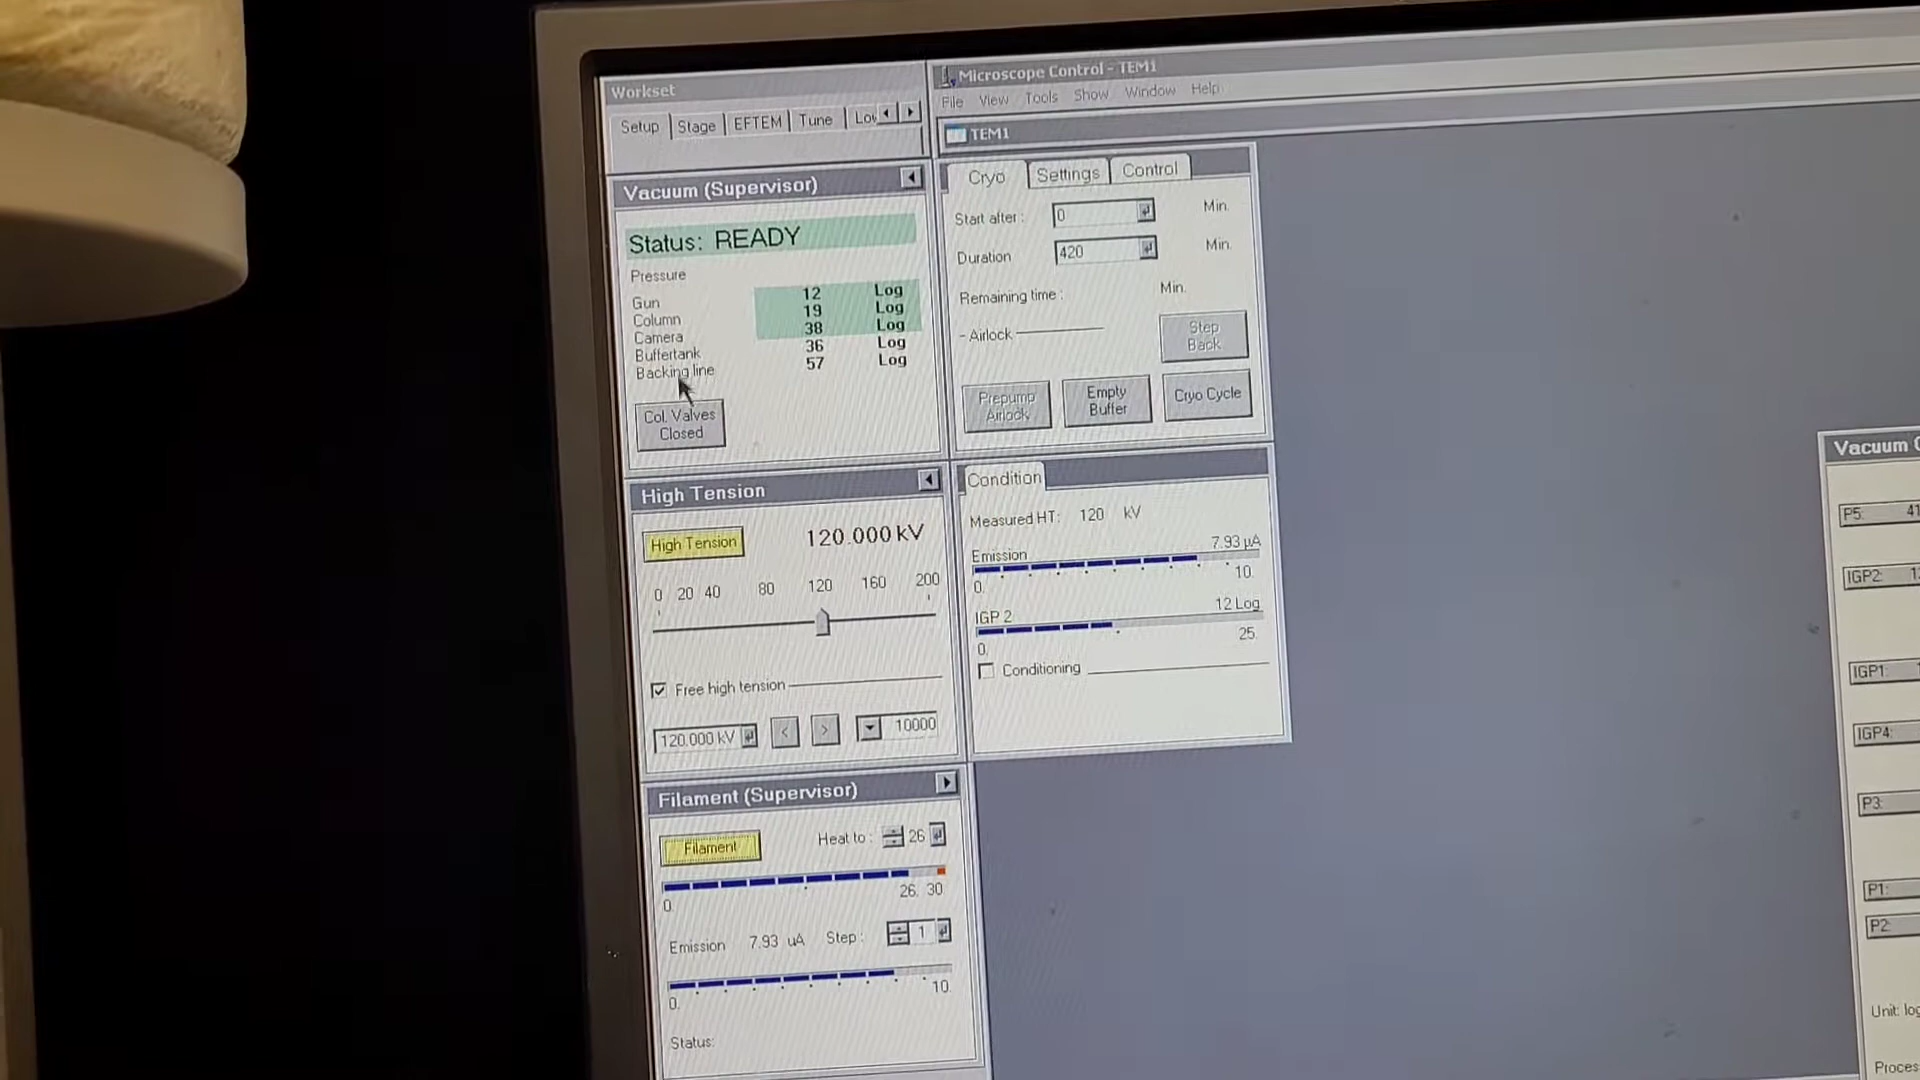 Workset
Setup Stage EFTEM Tune
Vacuum (Supervisor)
Status: READY
Pressure
Gun 12 Log
Column 19 Log
Camera 38 Log
Buffertank 36 Log
Backing line 57 Log
Col. Valves
Closed
High Tension
High Tension 120.000 kV
0 20 40 80 120 160 200
Free high tension
120.000 kV < > 10000
Filament (Supervisor)
Filament Heat to : 26
26. 30
0.
Emission 7.93 uA Step : 1
0. 10.
Status:
Microscope Control - TEM1
File View Tools Show Window Help
TEM1
Cryo Settings Control
Start after : 0 Min.
Duration 420 Min.
Remaining time : Min.
Airlock
Step
Back
Prepump
Airlock
Empty
Buffer
Cryo Cycle
Condition
Measured HT: 120 kV
Emission 7.93 µA
0. 10.
IGP 2 12 Log
0. 25.
Conditioning
Vacuum
P5: 41
IGP2:
IGP1:
IGP4:
P3:
P1:
P2:
Unit: